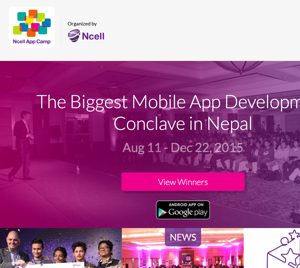 Organized by
Ncell
Ncell App Camp
The Biggest Mobile App Developm
Conclave in Nepal
Aug 11 - Dec 22, 2015
View Winners
ANDROID APP ON
Google play
NEWS